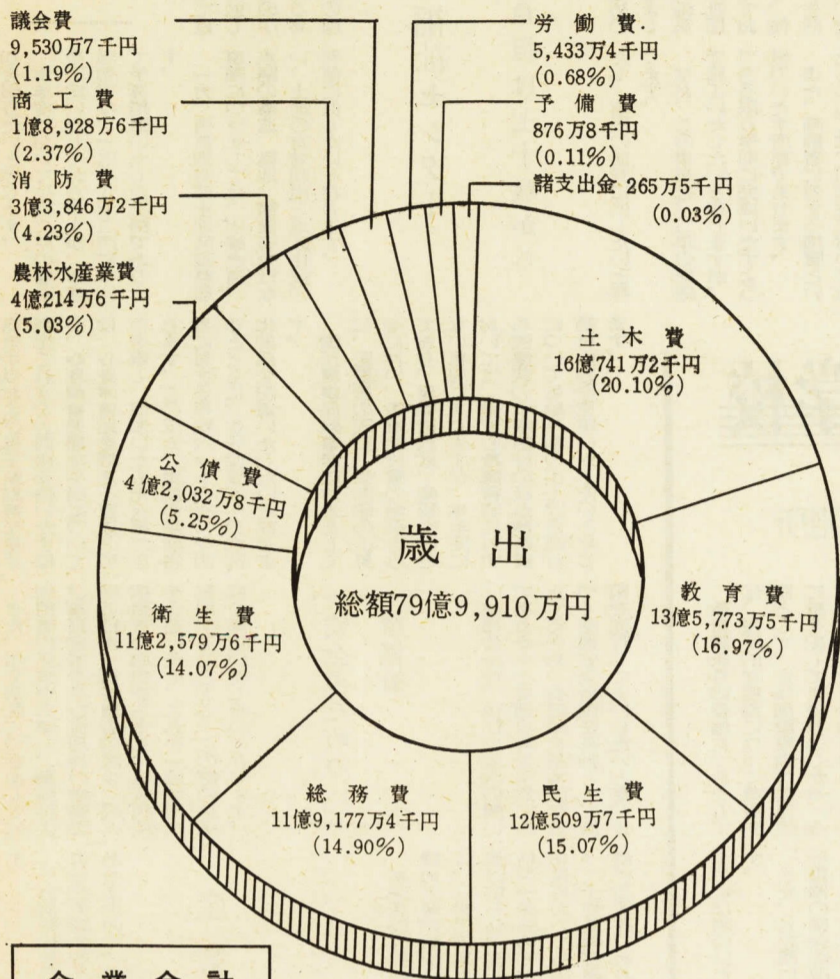 議会費
9,530万7千円
(1.19%)
商工費
1億8,928万6千円
(2.37%)
消防費
3億3,846万2千円
(4.23%)
農林水産業費
4億214万6千円
(5.03%)
労働費
5,433万4千円
(0.68%)
予備費
876万8千円
(0.11%)
諸支出金 265万5千円
(0.03%)
土木費
16億741万2千円
(20.10%)
公債費
4億2,032万8千円
(5.25%)
歳出
総額79億9,910万円
教育費
13億5,773万5千円
(16.97%)
衛生費
11億2,579万6千円
(14.07%)
総務費
11億9,177万4千円
(14.90%)
民生費
12億509万7千円
(15.07%)
企業会計